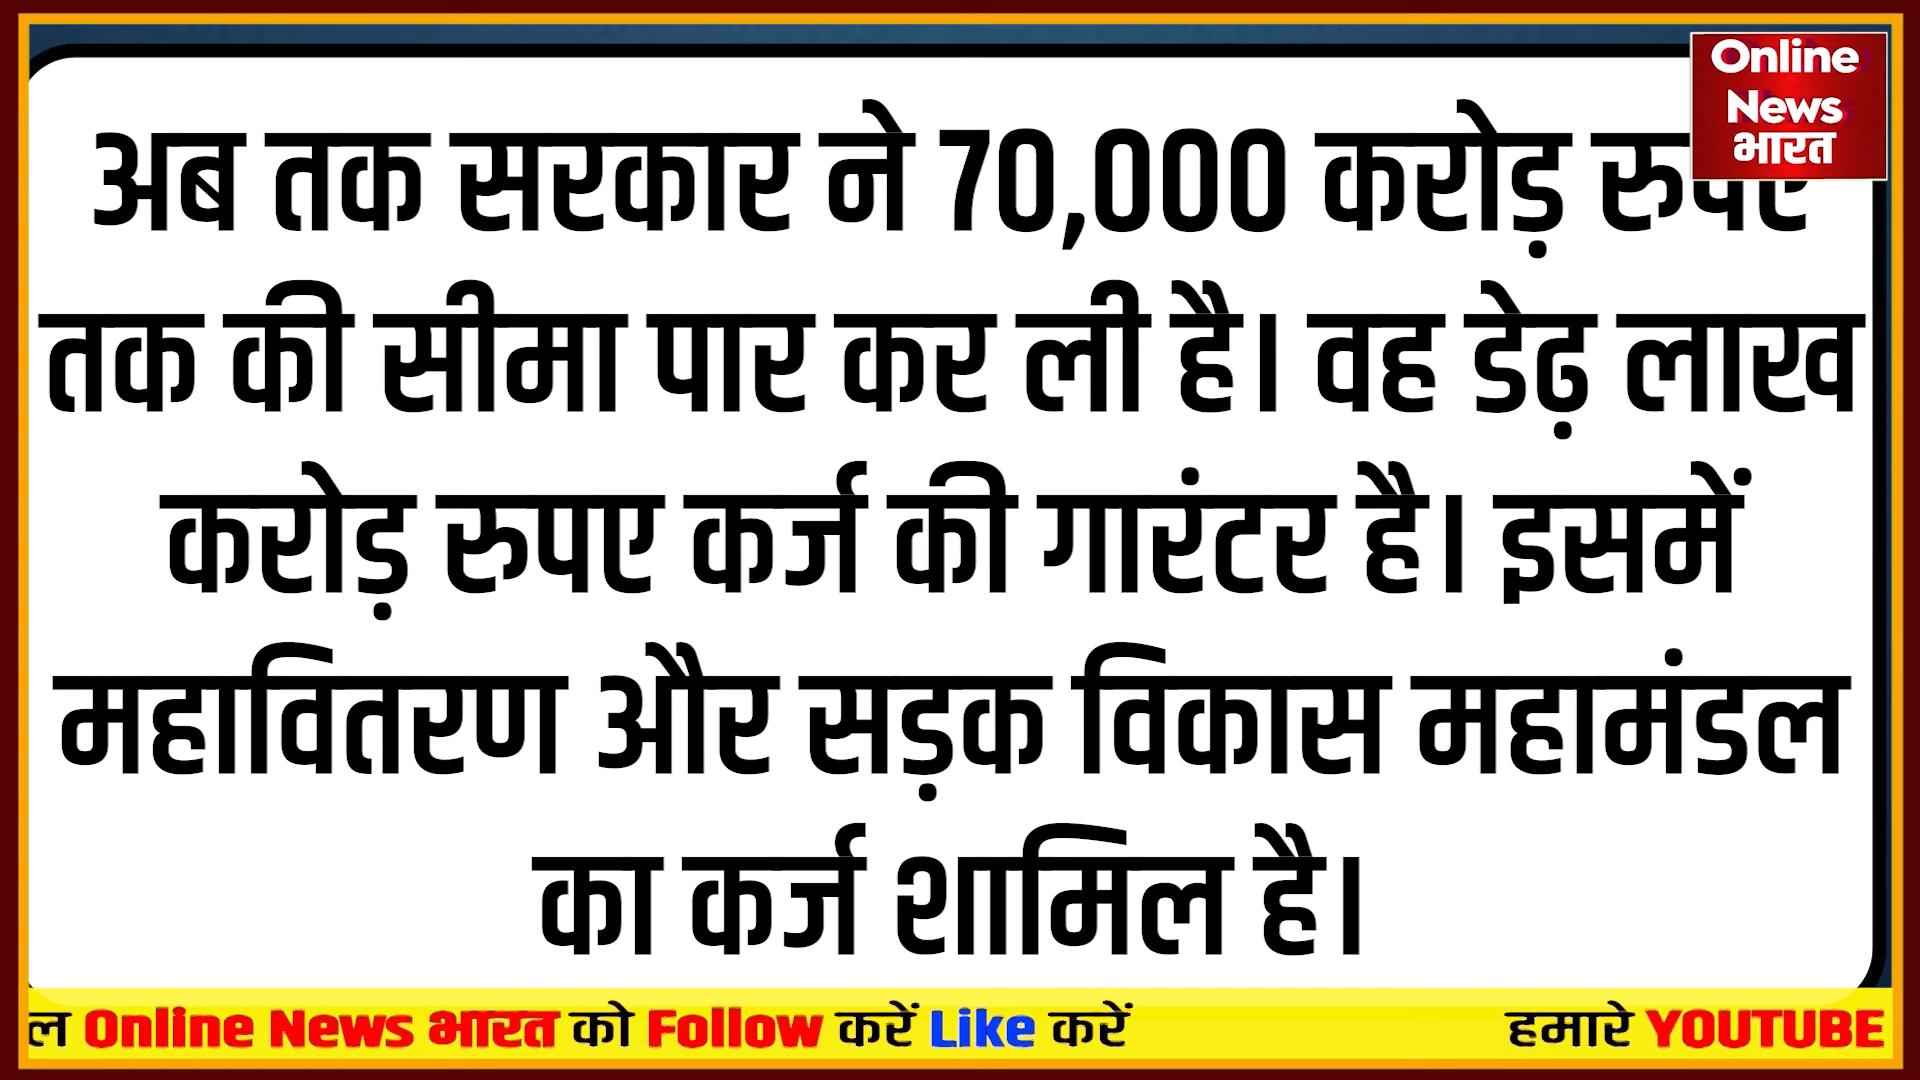 Online
News
भारत
अब तक सरकार ने 70,000 करोड़ रुपए
तक की सीमा पार कर ली है। वह डेढ़ लाख
करोड़ रुपए कर्ज की गारंटर है। इसमें
महावितरण और सड़क विकास महामंडल
का कर्ज शामिल है।
ल Online News भारत को Follow करें Like करें हमारे YOUTUBE